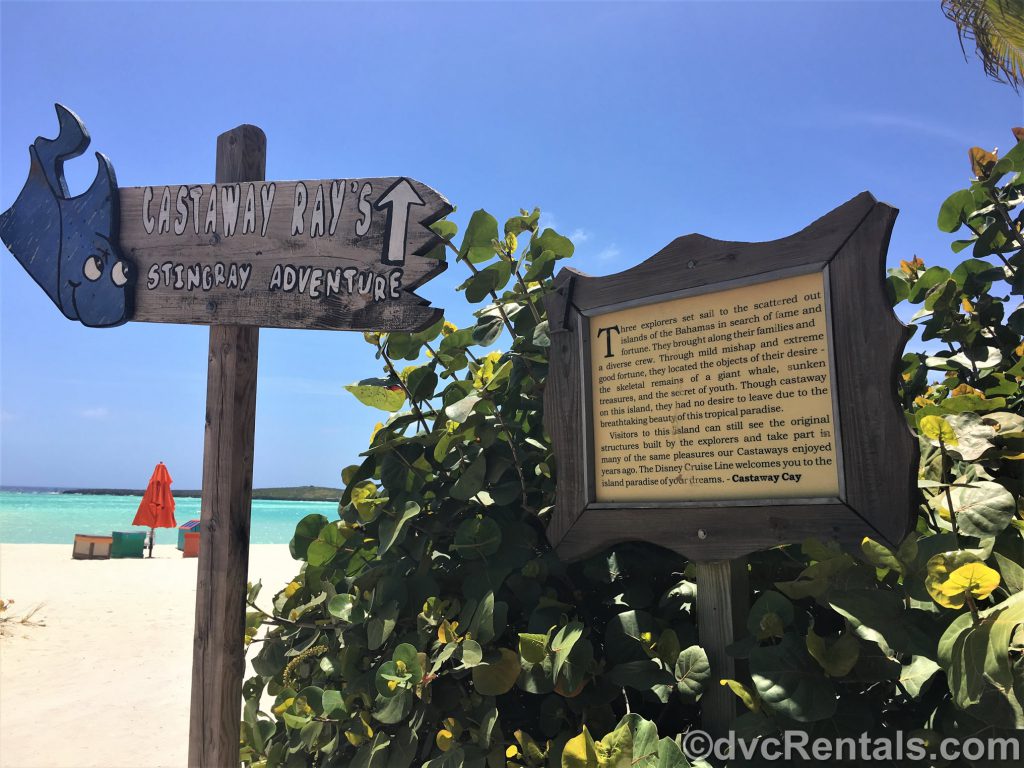 CASTAWAY RAY'S
STINGRAY ADVENTURE
Three explorers set sail to the scattered out
islands of the Bahamas in search of fame and
fortune. They brought along their families and
a diverse crew. Through mild mishap and extreme
good fortune, they located the objects of their desire -
the skeletal remains of a giant whale, sunken
treasures, and the secret of youth. Though castaway
on this island, they had no desire to leave due to the
breathtaking beauty of this tropical paradise.
Visitors to this island can still see the original
structures built by the explorers and take part in
many of the same pleasures our Castaways enjoyed
years ago. The Disney Cruise Line welcomes you to the
island paradise of your dreams. - Castaway Cay
©dvcRentals.com